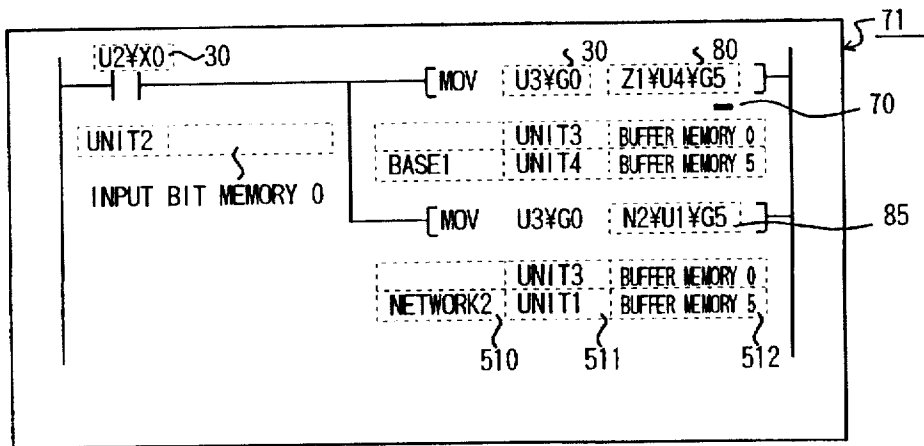 71
U2¥X0 30
30 80
MOV U3¥G0 Z1¥U4¥G5
70
UNIT2
UNIT3 BUFFER MEMORY 0
BASE1 UNIT4 BUFFER MEMORY 5
INPUT BIT MEMORY 0
MOV U3¥G0 N2¥U1¥G5
85
UNIT3 BUFFER MEMORY 0
NETWORK2 UNIT1 BUFFER MEMORY 5
510 511 512